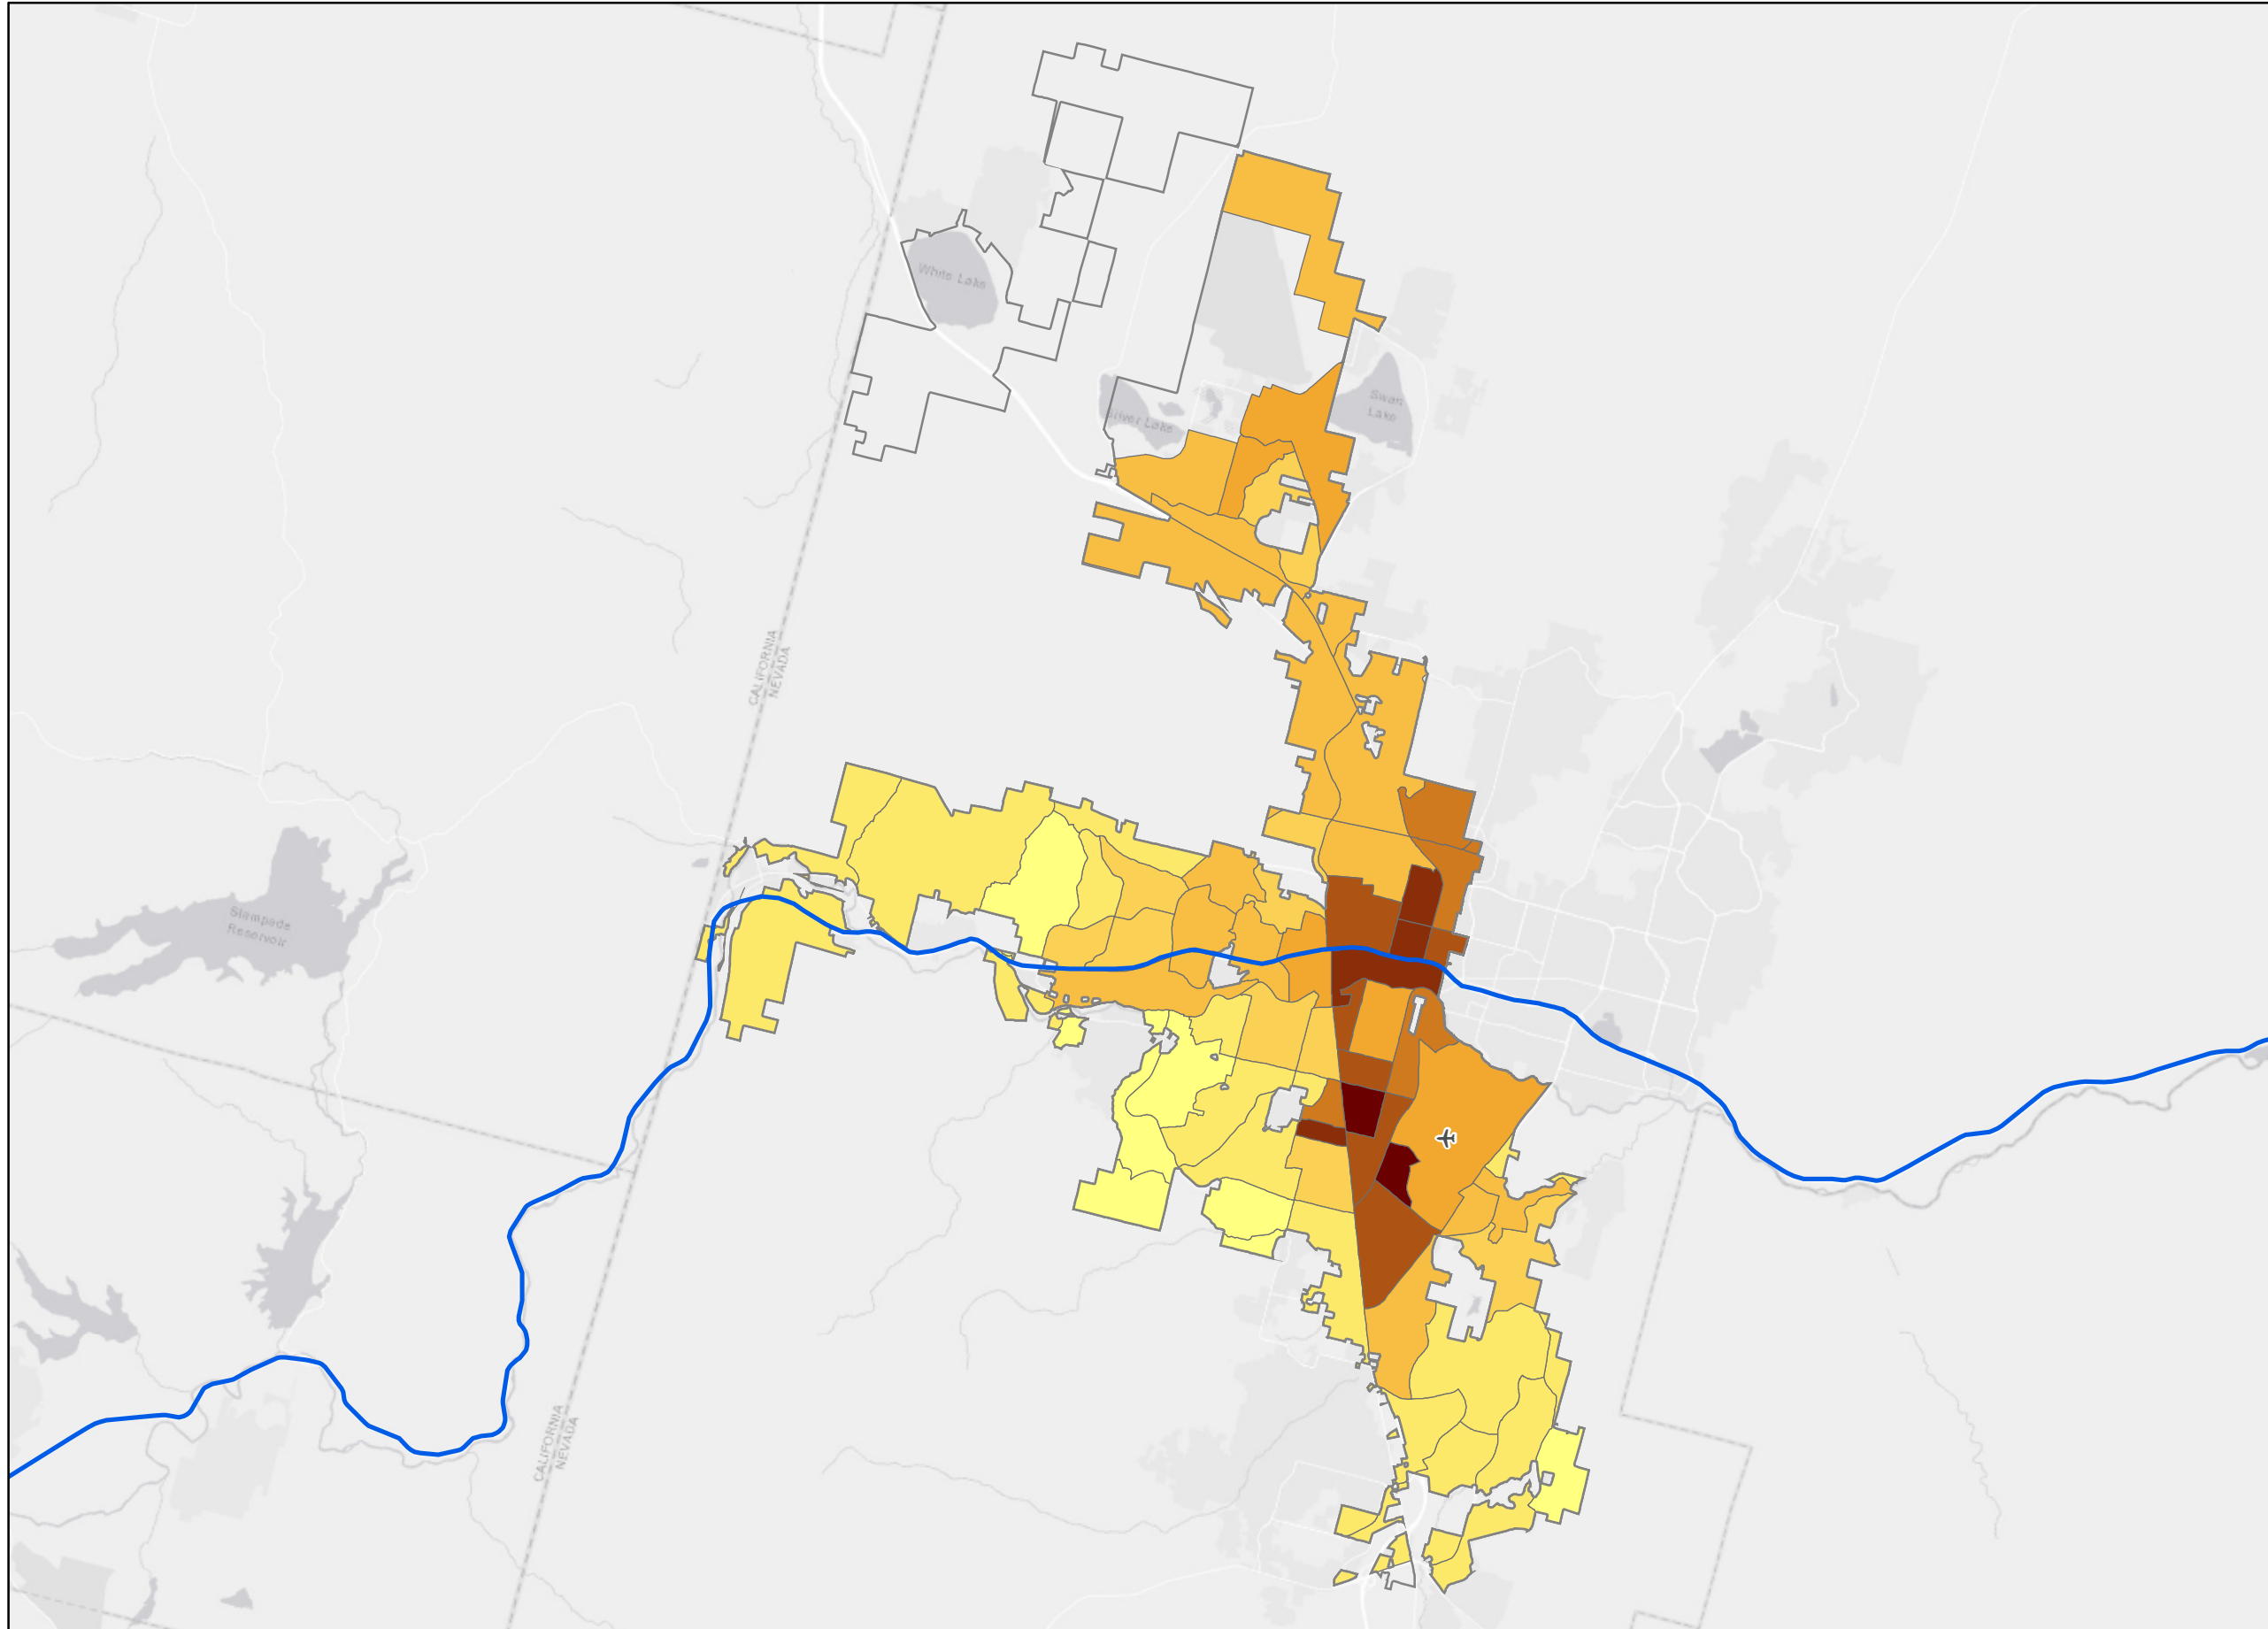 White Lake
Silver Lake
Swan
Lake
CALIFORNIA
NEVADA
Stampede
Reservoir
CALIFORNIA
NEVADA